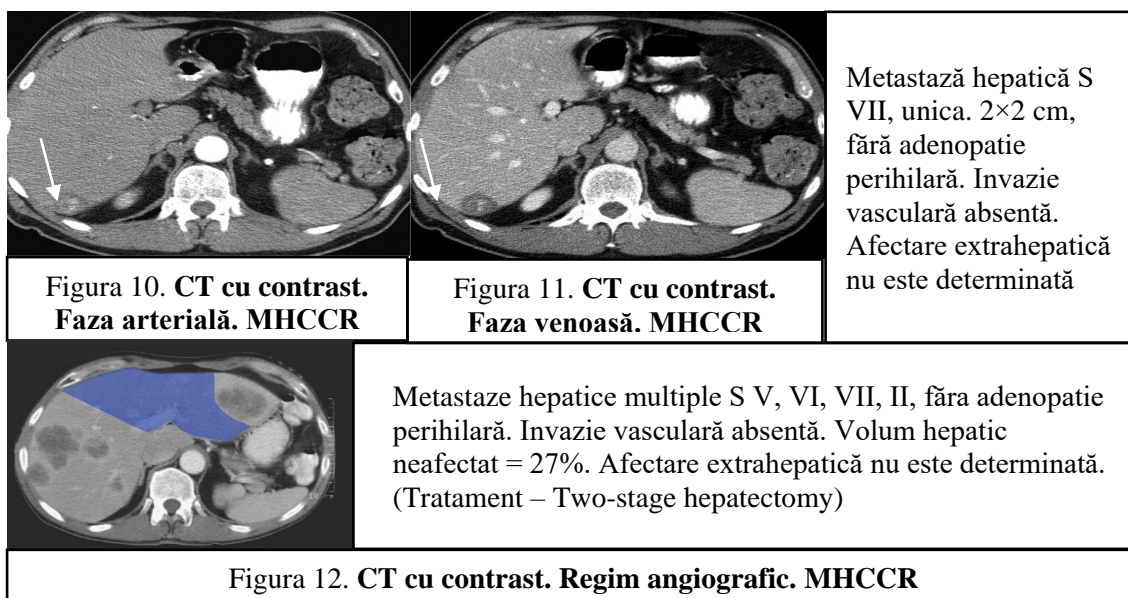 Metastază hepatică S
VII, unica. 2×2 cm,
fără adenopatie
perihilară. Invazie
vasculară absentă.
Afectare extrahepatică
nu este determinată
Figura 10. CT cu contrast.
Faza arterială. MHCCR
Figura 11. CT cu contrast.
Faza venoasă. MHCCR
Metastaze hepatice multiple S V, VI, VII, II, făra adenopatie
perihilară. Invazie vasculară absentă. Volum hepatic
neafectat = 27%. Afectare extrahepatică nu este determinată.
(Tratament – Two-stage hepatectomy)
Figura 12. CT cu contrast. Regim angiografic. MHCCR